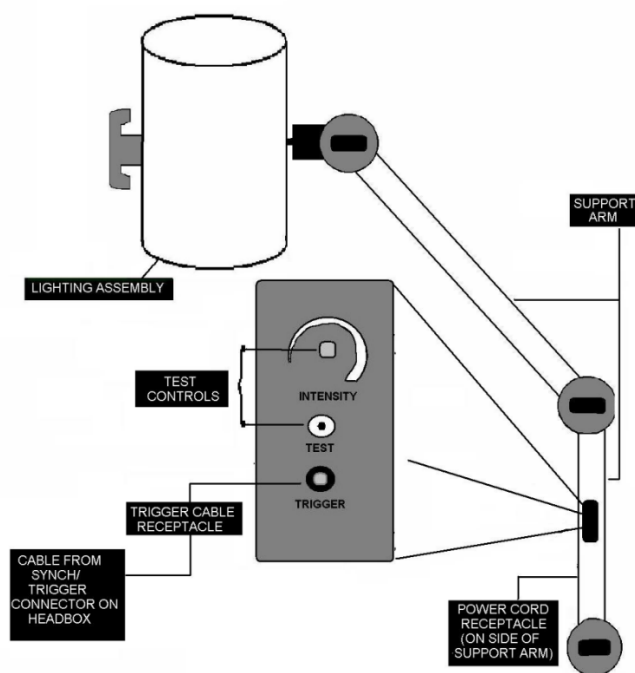 SUPPORT
ARM
LIGHTING ASSEMBLY
TEST
CONTROLS
INTENSITY
TEST
TRIGGER
TRIGGER CABLE
RECEPTACLE
CABLE FROM
SYNCH/
TRIGGER
CONNECTOR ON
HEADBOX
POWER CORD
RECEPTACLE
(ON SIDE OF
SUPPORT ARM)